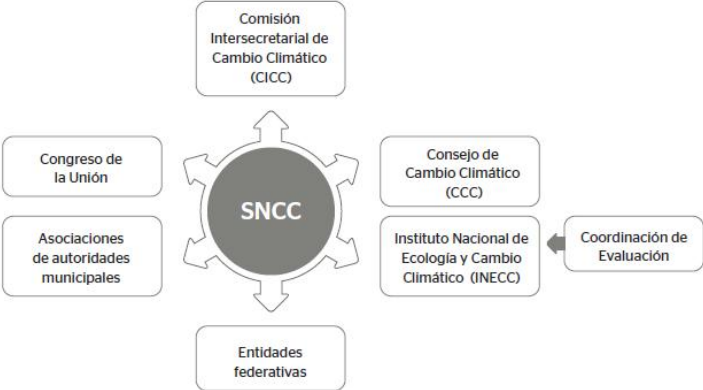 Comisión
Intersecretarial de
Cambio Climático
(CICC)
Congreso de
la Unión
SNCC
Consejo de
Cambio Climático
(CCC)
Asociaciones
de autoridades
municipales
Instituto Nacional de
Ecología y Cambio
Climático (INECC)
Coordinación de
Evaluación
Entidades
federativas